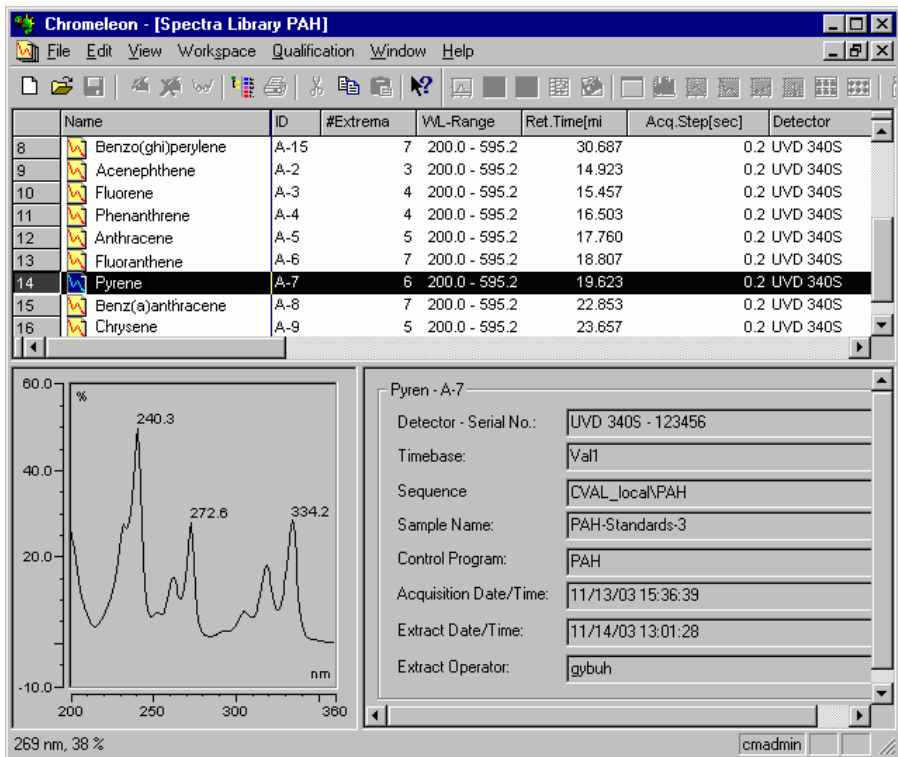 Chromeleon - [Spectra Library PAH]
File Edit View Workspace Qualification Window Help
Name ID #Extrema WL-Range Ret.Time[mi Acq.Step[sec] Detector
8 Benzo(ghi)perylene A-15 7 200.0 - 595.2 30.687 0.2 UVD 340S
9 Acenephthene A-2 3 200.0 - 595.2 14.923 0.2 UVD 340S
10 Fluorene A-3 4 200.0 - 595.2 15.457 0.2 UVD 340S
11 Phenanthrene A-4 4 200.0 - 595.2 16.503 0.2 UVD 340S
12 Anthracene A-5 5 200.0 - 595.2 17.760 0.2 UVD 340S
13 Fluoranthene A-6 7 200.0 - 595.2 18.807 0.2 UVD 340S
14 Pyrene A-7 6 200.0 - 595.2 19.623 0.2 UVD 340S
15 Benz(a)anthracene A-8 7 200.0 - 595.2 22.853 0.2 UVD 340S
16 Chrysene A-9 5 200.0 - 595.2 23.657 0.2 UVD 340S
60.0
%
240.3
40.0
272.6
334.2
20.0
nm
-10.0
200 250 300 360
Pyren - A-7
Detector - Serial No.: UVD 340S - 123456
Timebase: Val1
Sequence CVAL_local\PAH
Sample Name: PAH-Standards-3
Control Program: PAH
Acquisition Date/Time: 11/13/03 15:36:39
Extract Date/Time: 11/14/03 13:01:28
Extract Operator: gybuh
269 nm, 38 %
cmadmin